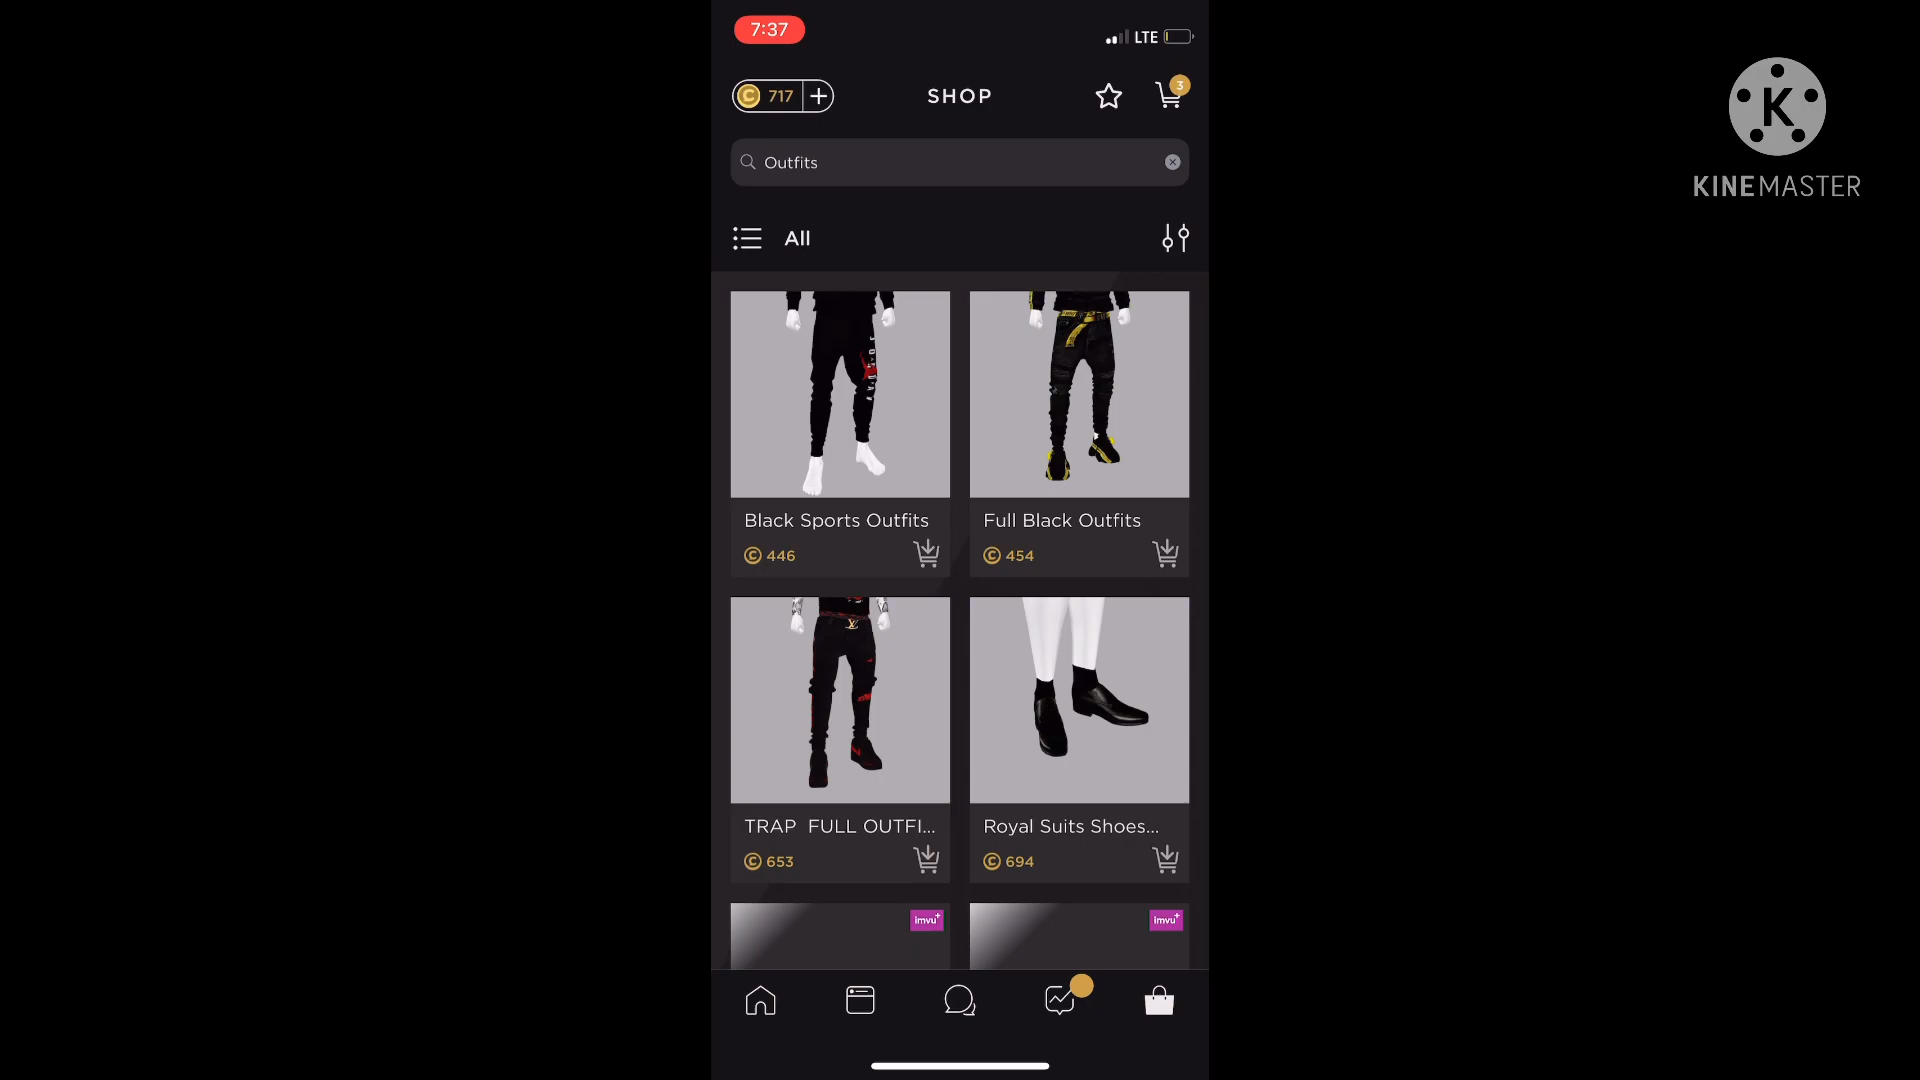 7:37
LTE
717
SHOP
3
Outfits
All
Black Sports Outfits
446
Full Black Outfits
454
TRAP FULL OUTFI...
653
Royal Suits Shoes...
694
imvu+
imvu+
K
KINEMASTER